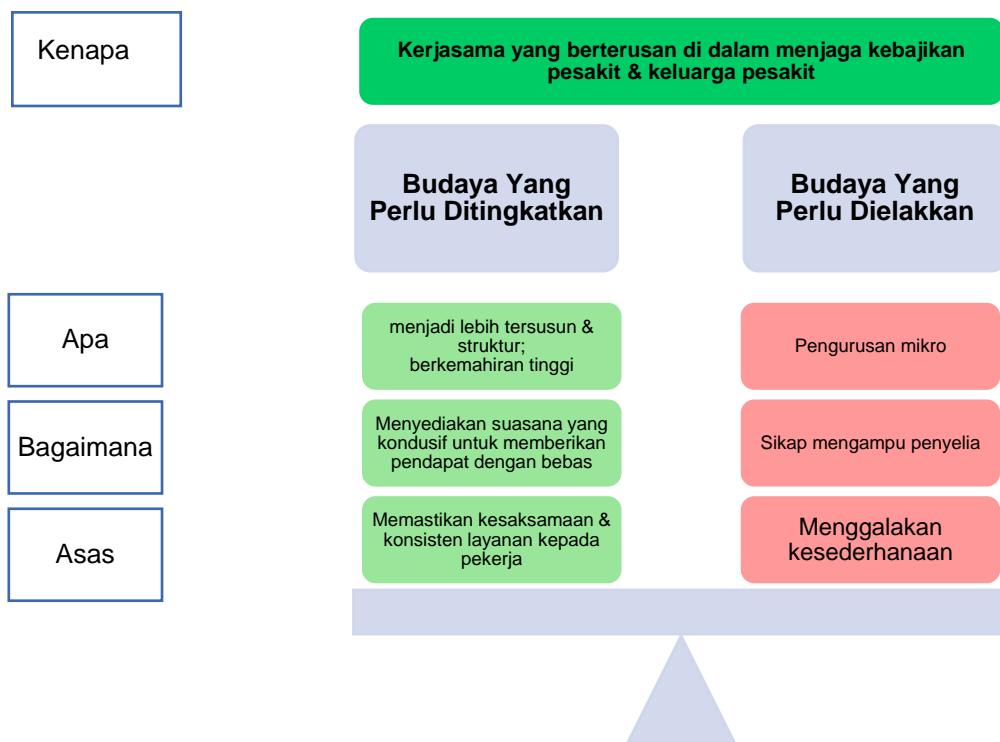 Kenapa
Kerjasama yang berterusan di dalam menjaga kebajikan
pesakit & keluarga pesakit
Budaya Yang
Perlu Ditingkatkan
Budaya Yang
Perlu Dielakkan
Apa
menjadi lebih tersusun &
struktur;
berkemahiran tinggi
Pengurusan mikro
Bagaimana
Menyediakan suasana yang
kondusif untuk memberikan
pendapat dengan bebas
Sikap mengampu penyelia
Asas
Memastikan kesaksamaan &
konsisten layanan kepada
pekerja
Menggalakan
kesederhanaan